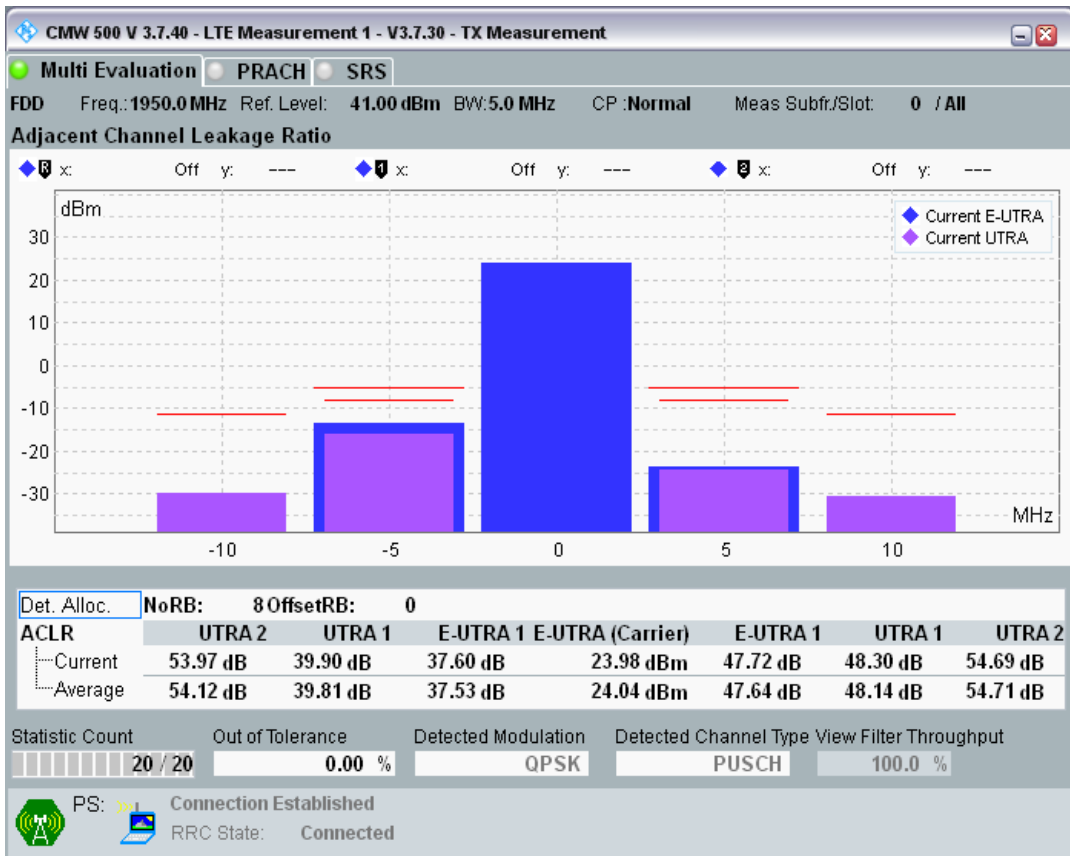 CMW 500 V 3.7.40 - LTE Measurement 1 - V3.7.30 - TX Measurement
Multi Evaluation PRACH SRS
FDD Freq.:1950.0 MHz Ref. Level: 41.00 dBm BW:5.0 MHz CP :Normal Meas Subfr./Slot: 0 / All
Adjacent Channel Leakage Ratio
R x: Off y: --- 1 x: Off y: --- 2 x: Off y: ---
dBm
Current E-UTRA
Current UTRA
30
20
10
0
-10
-20
-30
MHz
-10 -5 0 5 10
Det. Alloc. NoRB: 8 OffsetRB: 0
ACLR UTRA 2 UTRA 1 E-UTRA 1 E-UTRA (Carrier) E-UTRA 1 UTRA 1 UTRA 2
Current 53.97 dB 39.90 dB 37.60 dB 23.98 dBm 47.72 dB 48.30 dB 54.69 dB
Average 54.12 dB 39.81 dB 37.53 dB 24.04 dBm 47.64 dB 48.14 dB 54.71 dB
Statistic Count Out of Tolerance Detected Modulation Detected Channel Type View Filter Throughput
20 / 20 0.00 % QPSK PUSCH 100.0 %
PS: Connection Established
RRC State: Connected